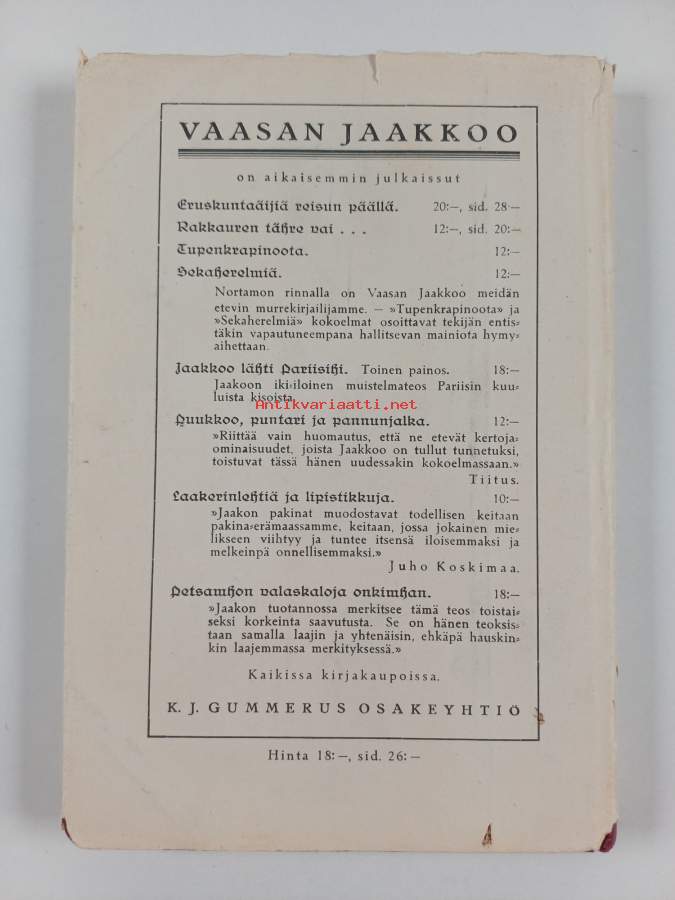 VAASAN JAAKKOO
on aikaisemmin julkaissut
Eruskuntaäijiä reisun päällä. 20:—, sid. 28·—
Rakkauren tähre vai . . . 12:—, sid. 20:—
Tupenkrapinoota. 12:—
Sekaherelmiä. 12:—
Nortamon rinnalla on Vaasan Jaakkoo meidän
etevin murrekirjailijamme. — »Tupenkrapinoota» ja
»Sekaherelmiä» kokoelmat osoittavat tekijän entis-
täkin vapautuneempana hallitsevan mainiota hymy-
aihettaan.
Jaakkoo lähti Pariisihi. Toinen painos. 18:—
Jaakoon iki-iloinen muistelmateos Pariisin kuu-
luista kisoista.
Antikvariaatti.net
Puukkoo, puntari ja pannunjalka. 12:—
»Riittää vain huomautus, että ne etevät kertoja-
ominaisuudet, joista Jaakkoo on tullut tunnetuksi,
toistuvat tässä hänen uudessakin kokoelmassaan.»
Tiitus.
Laakerinlehtiä ja lipistikkuja. 10:—
»Jaakon pakinat muodostavat todellisen keitaan
pakina-erämaassamme, keitaan, jossa jokainen mie-
likseen viihtyy ja tuntee itsensä iloisemmaksi ja
melkeinpä onnellisemmaksi.»
Juho Koskimaa.
Petsamhon valaskaloja onkimhan. 18:—
»Jaakon tuotannossa merkitsee tämä teos toistai-
seksi korkeinta saavutusta. Se on hänen teoksis-
taan samalla laajin ja yhtenäisin, ehkäpä hauskin-
kin laajemmassa merkityksessä.»
Kaikissa kirjakaupoissa.
K. J. GUMMERUS OSAKEYHTIÖ
Hinta 18:—, sid. 26:—